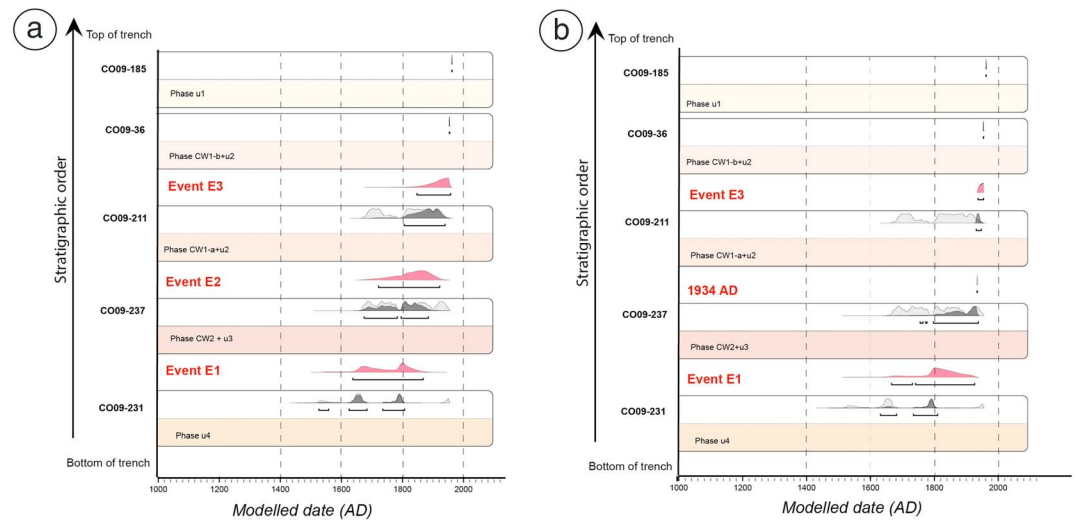 a
Top of trench
CO09-185
Phase u1
CO09-36
Phase CW1-b+u2
Event E3
CO09-211
Phase CW1-a+u2
Event E2
CO09-237
Phase CW2 + u3
Event E1
CO09-231
Phase u4
Bottom of trench
Stratigraphic order
1000 1200 1400 1600 1800 2000
Modelled date (AD)
b
Top of trench
CO09-185
Phase u1
CO09-36
Phase CW1-b+u2
Event E3
CO09-211
Phase CW1-a+u2
1934 AD
CO09-237
Phase CW2+u3
Event E1
CO09-231
Phase u4
Bottom of trench
Stratigraphic order
1000 1200 1400 1600 1800 2000
Modelled date (AD)